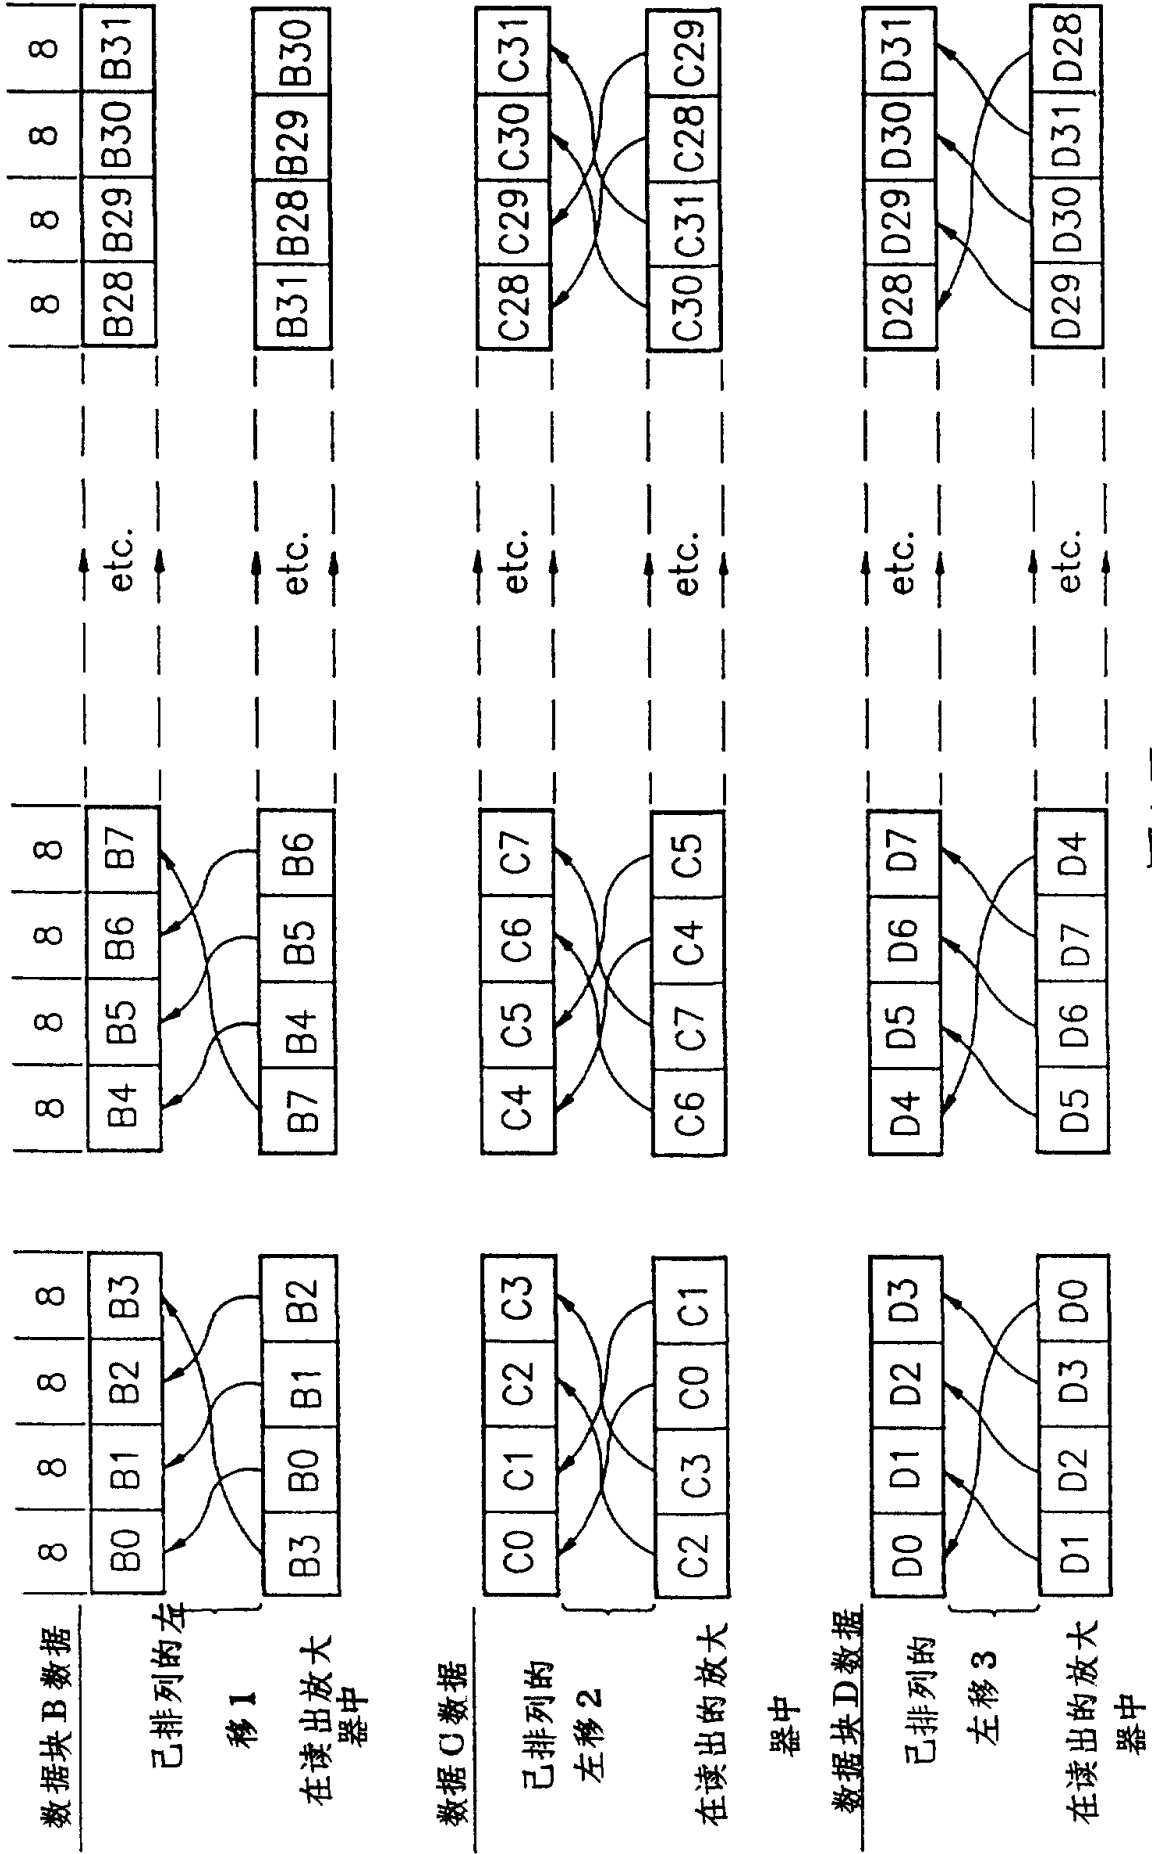 数据块B数据
8 8 8 8 8 8 8 8 8 8 8 8
B0 B1 B2 B3 B4 B5 B6 B7 etc. B28 B29 B30 B31
已排列的左
移1
在读出放大
器中
B3 B0 B1 B2 B7 B4 B5 B6 etc. B31 B28 B29 B30
数据C数据
C0 C1 C2 C3 C4 C5 C6 C7 etc. C28 C29 C30 C31
已排列的
左移2
在读出的放大
器中
C2 C3 C0 C1 C6 C7 C4 C5 etc. C30 C31 C28 C29
数据块D数据
D0 D1 D2 D3 D4 D5 D6 D7 etc. D28 D29 D30 D31
已排列的
左移3
在读出的放大
器中
D1 D2 D3 D0 D5 D6 D7 D4 etc. D29 D30 D31 D28